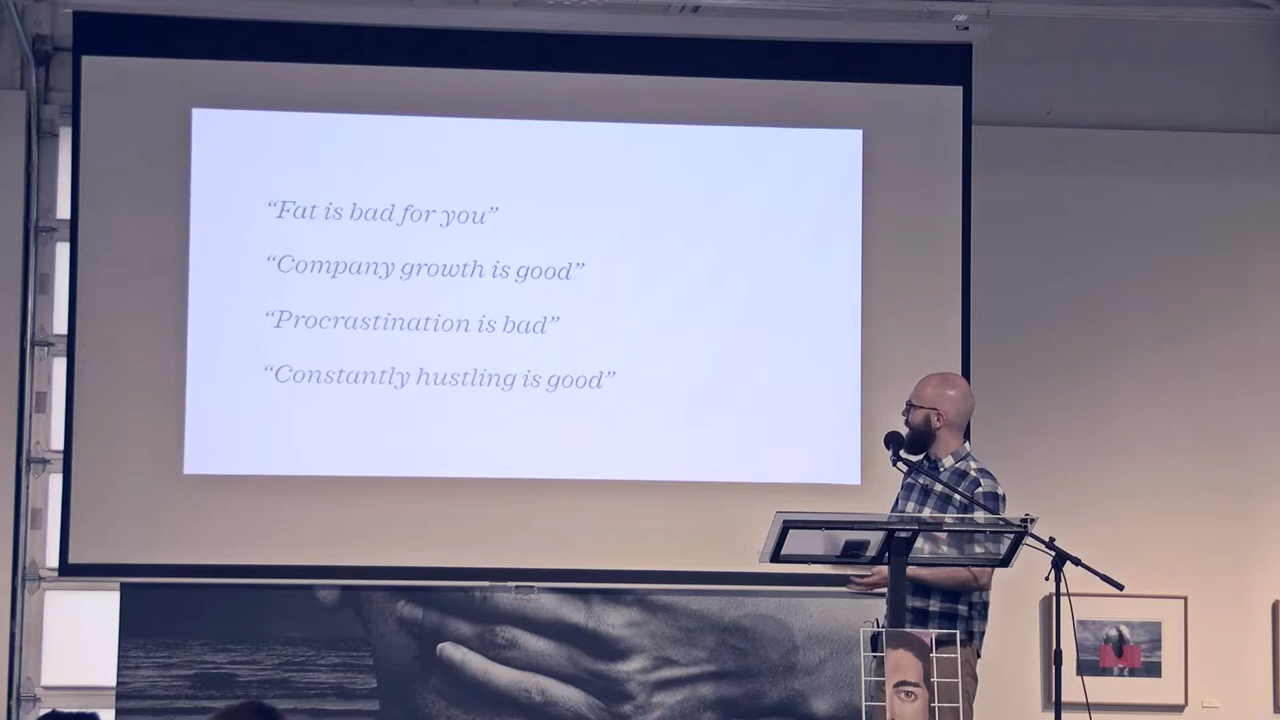 “Fat is bad for you”
“Company growth is good”
“Procrastination is bad”
“Constantly hustling is good”